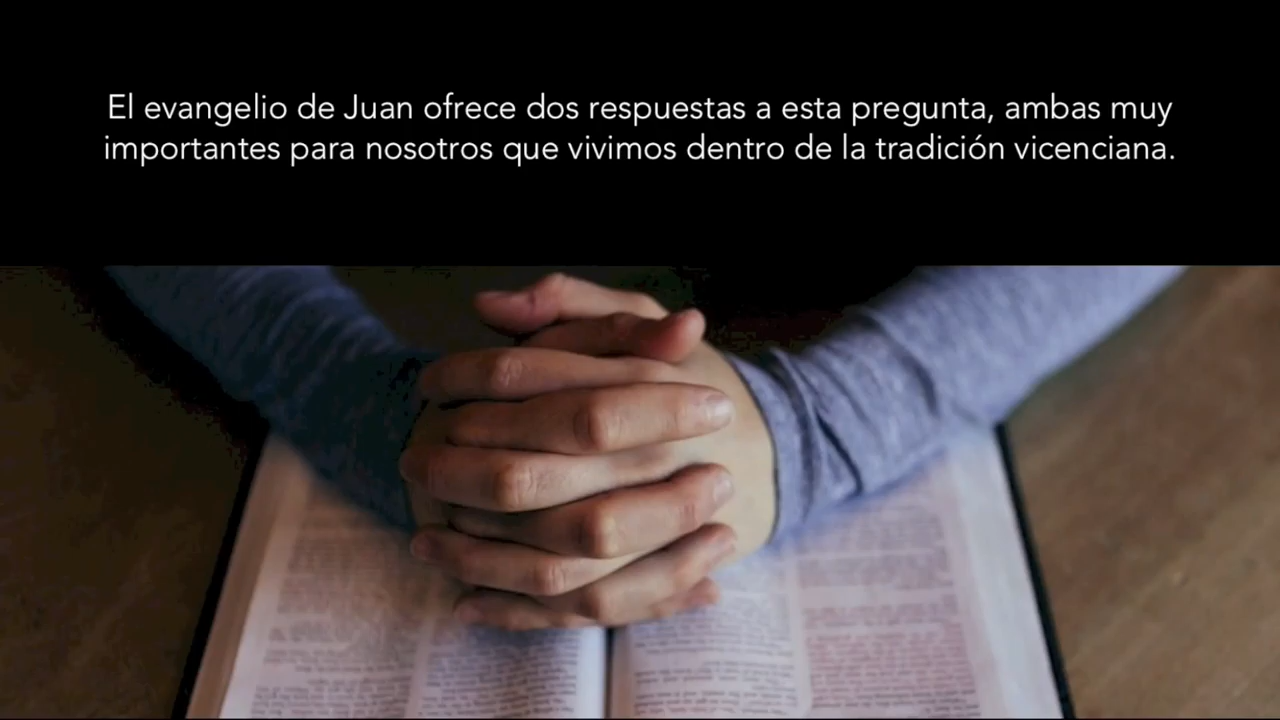 El evangelio de Juan ofrece dos respuestas a esta pregunta, ambas muy
importantes para nosotros que vivimos dentro de la tradición vicenciana.